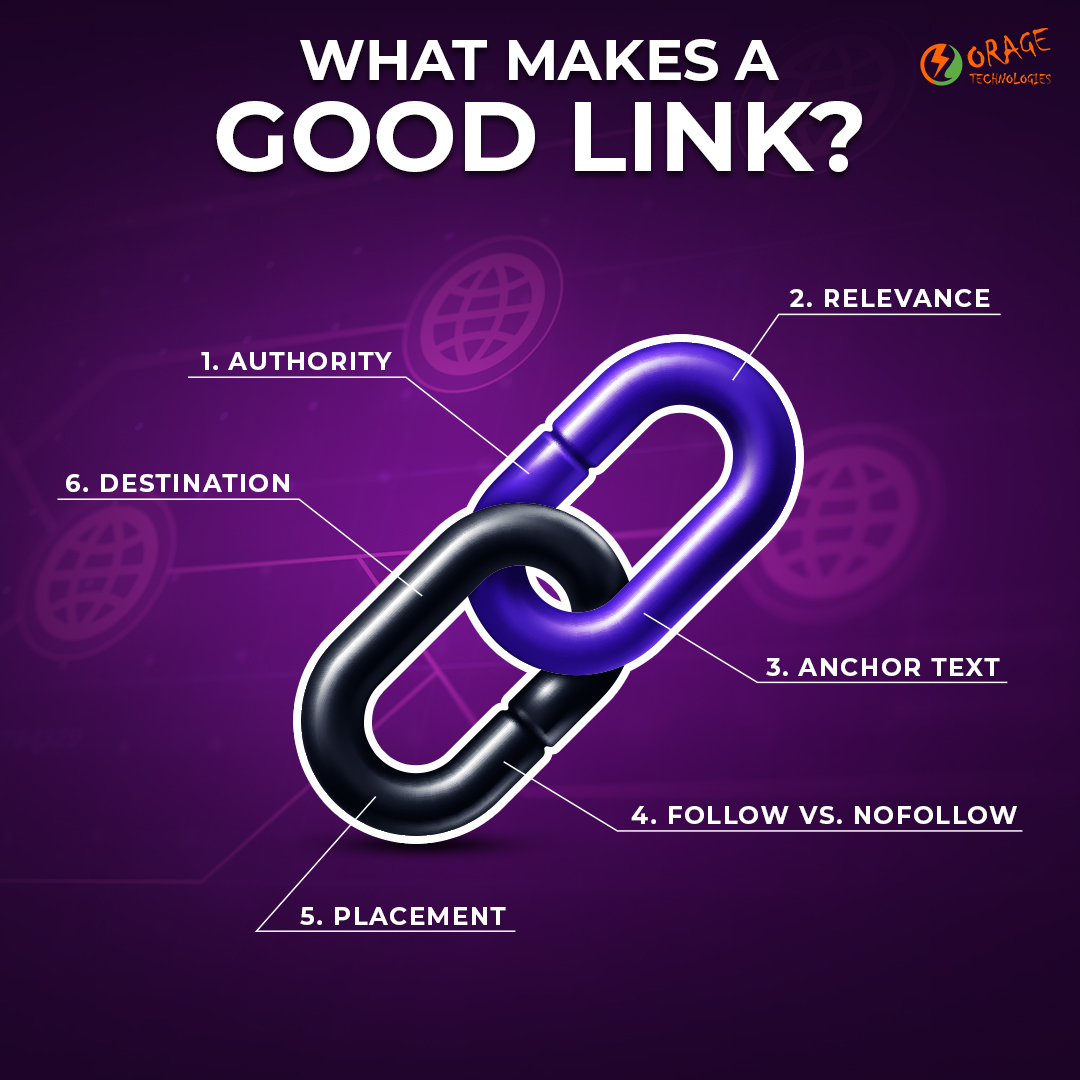 WHAT MAKES A
GOOD LINK?
ORAGE
TECHNOLOGIES
1. AUTHORITY
2. RELEVANCE
3. ANCHOR TEXT
4. FOLLOW VS. NOFOLLOW
5. PLACEMENT
6. DESTINATION